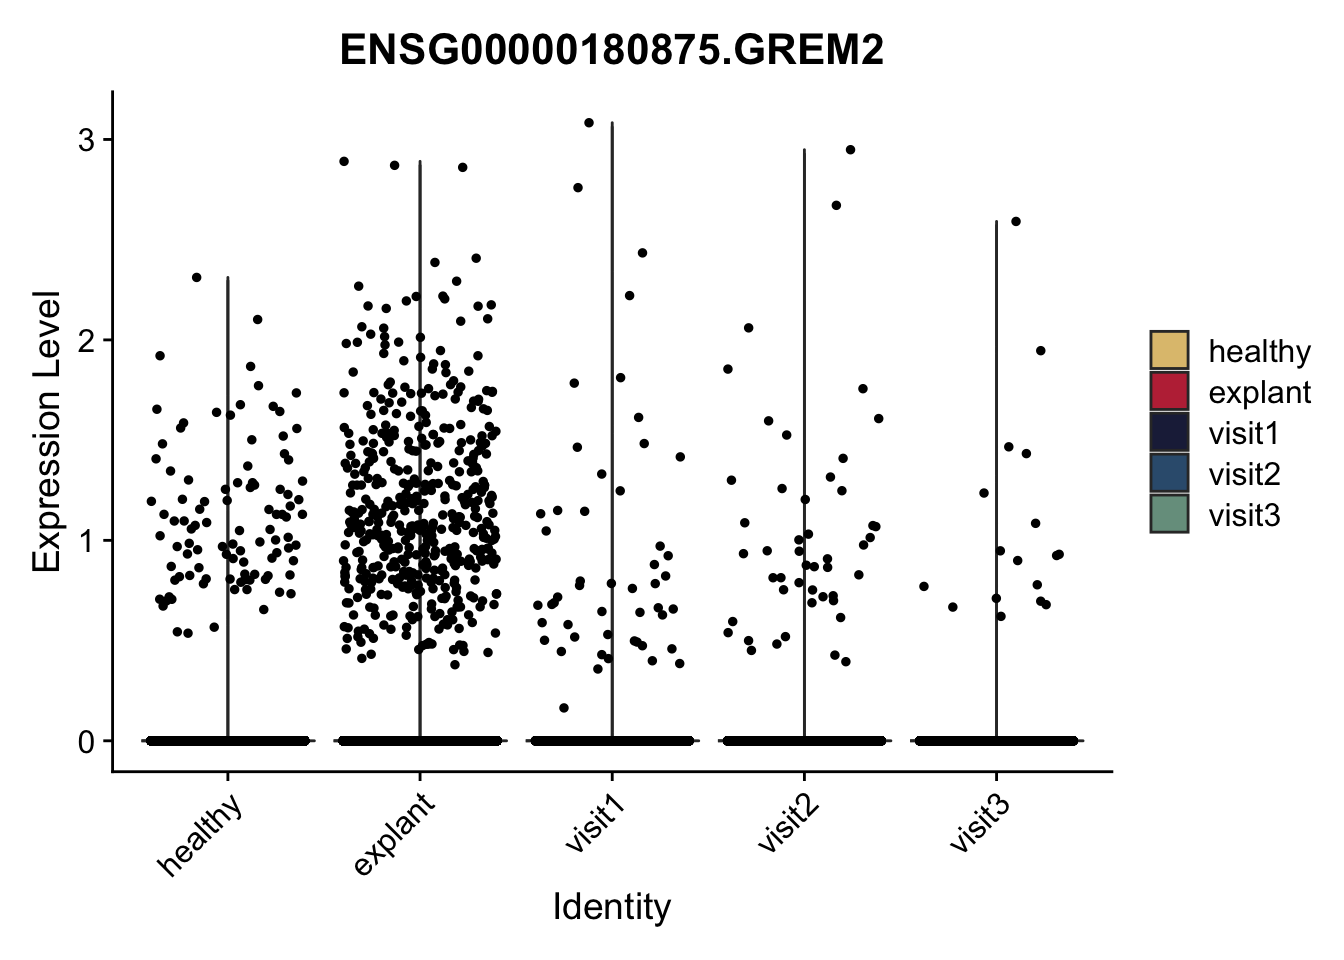 ENSG00000180875.GREM2
Expression Level
3
2
1
0
healthy
explant
visit1
visit2
visit3
Identity
healthy
explant
visit1
visit2
visit3